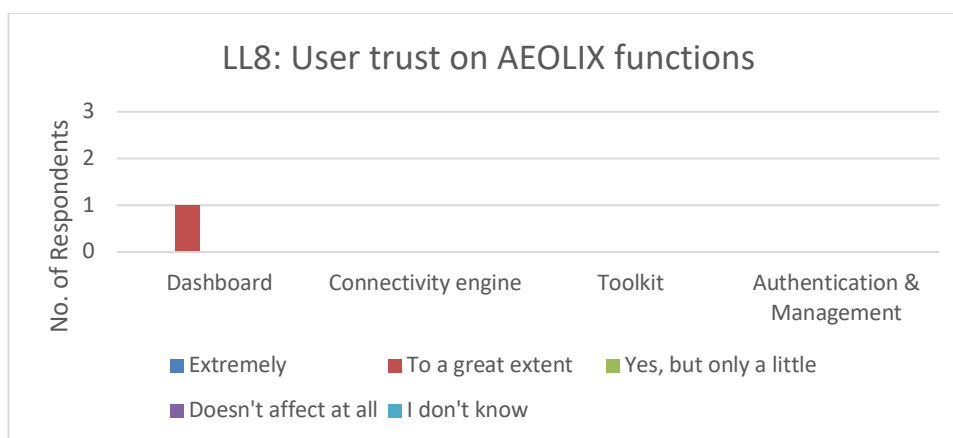 LL8: User trust on AEOLIX functions
No. of Respondents
3
2
1
0
Dashboard
Connectivity engine
Toolkit
Authentication &
Management
Extremely
To a great extent
Yes, but only a little
Doesn't affect at all
I don't know